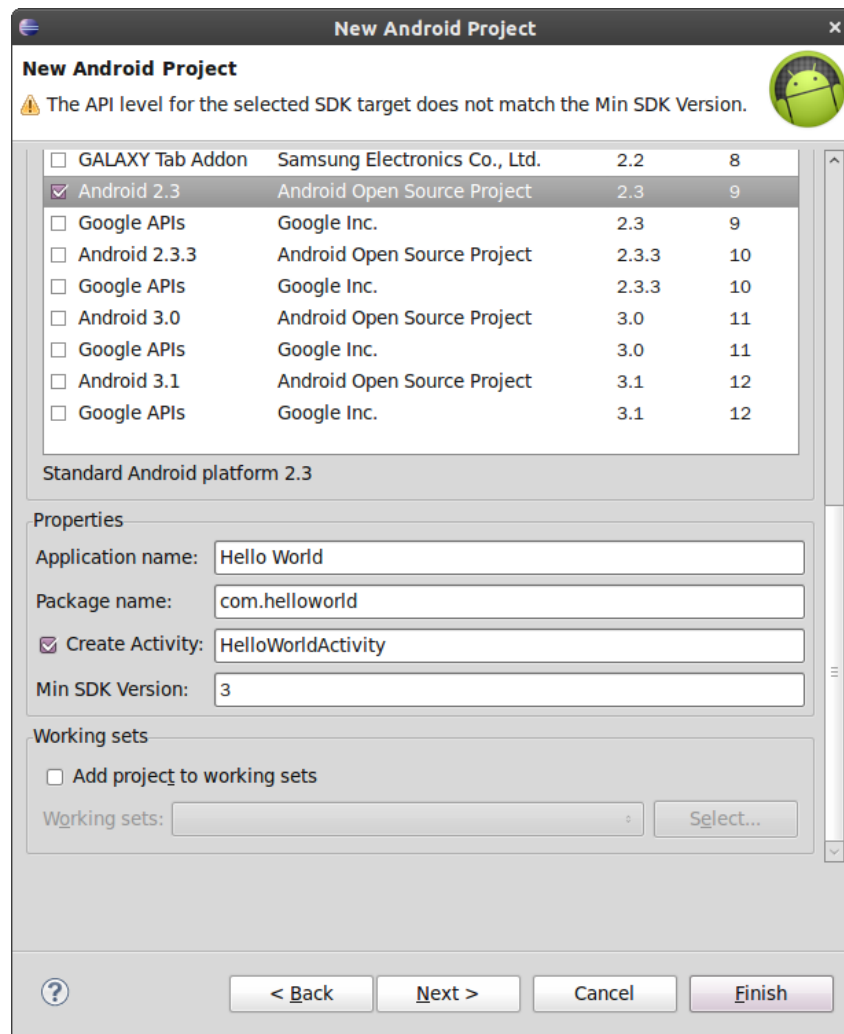 New Android Project
New Android Project
The API level for the selected SDK target does not match the Min SDK Version.
GALAXY Tab Addon Samsung Electronics Co., Ltd. 2.2 8
Android 2.3 Android Open Source Project 2.3 9
Google APIs Google Inc. 2.3 9
Android 2.3.3 Android Open Source Project 2.3.3 10
Google APIs Google Inc. 2.3.3 10
Android 3.0 Android Open Source Project 3.0 11
Google APIs Google Inc. 3.0 11
Android 3.1 Android Open Source Project 3.1 12
Google APIs Google Inc. 3.1 12
Standard Android platform 2.3
Properties
Application name: Hello World
Package name: com.helloworld
Create Activity: HelloWorldActivity
Min SDK Version: 3
Working sets
Add project to working sets
Working sets: Select...
< Back Next > Cancel Finish